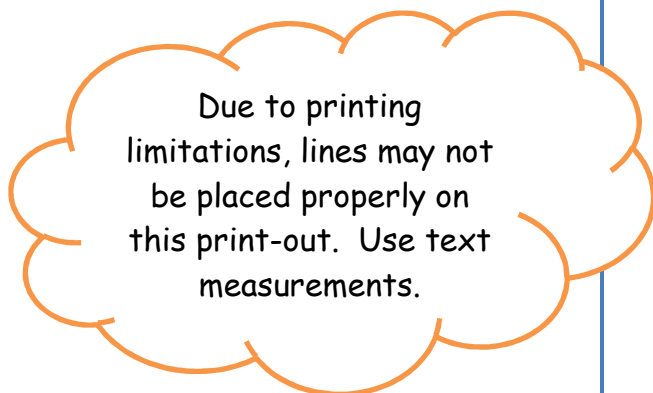 Due to printing
limitations, lines may not
be placed properly on
this print-out.  Use text
measurements.